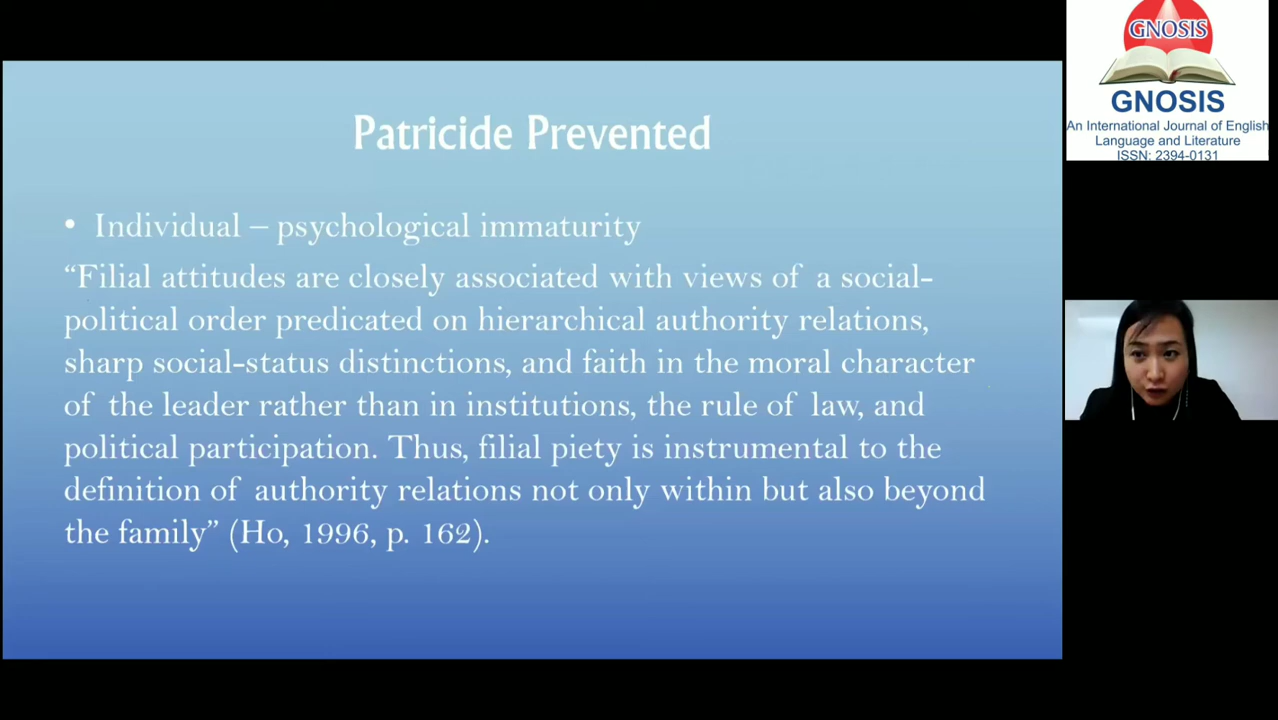 Patricide Prevented
• Individual – psychological immaturity
“Filial attitudes are closely associated with views of a social-
political order predicated on hierarchical authority relations,
sharp social-status distinctions, and faith in the moral character
of the leader rather than in institutions, the rule of law, and
political participation. Thus, filial piety is instrumental to the
definition of authority relations not only within but also beyond
the family” (Ho, 1996, p. 162).
GNOSIS
GNOSIS
An International Journal of English
Language and Literature
ISSN: 2394-0131